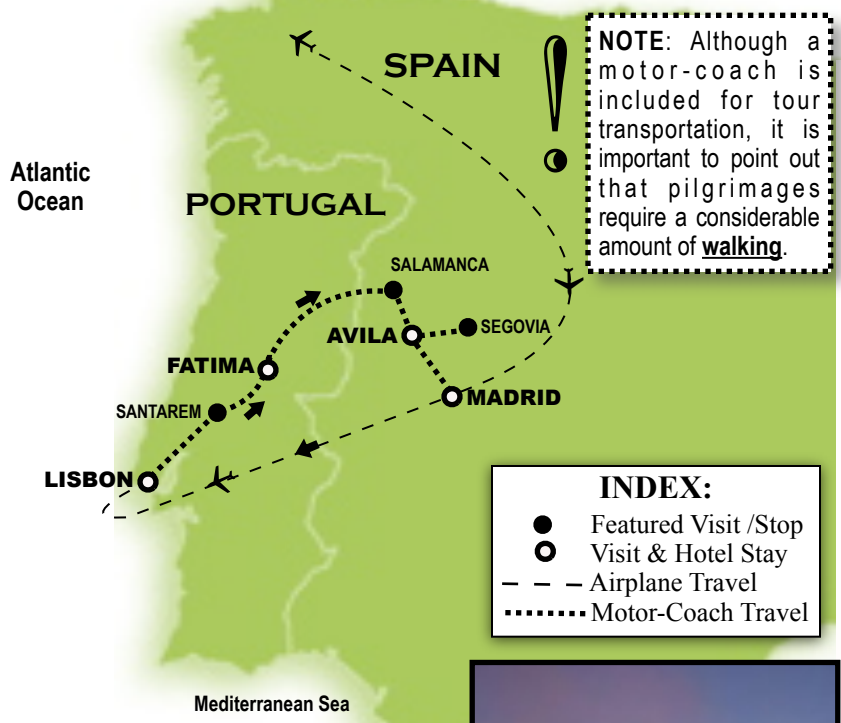 SPAIN
!
NOTE: Although a
motor-coach is
included for tour
transportation, it is
important to point out
that pilgrimages
require a considerable
amount of walking.
Atlantic
Ocean
PORTUGAL
SALAMANCA
AVILA
SEGOVIA
FATIMA
MADRID
SANTAREM
LISBON
INDEX:
Featured Visit /Stop
Visit & Hotel Stay
Airplane Travel
Motor-Coach Travel
Mediterranean Sea